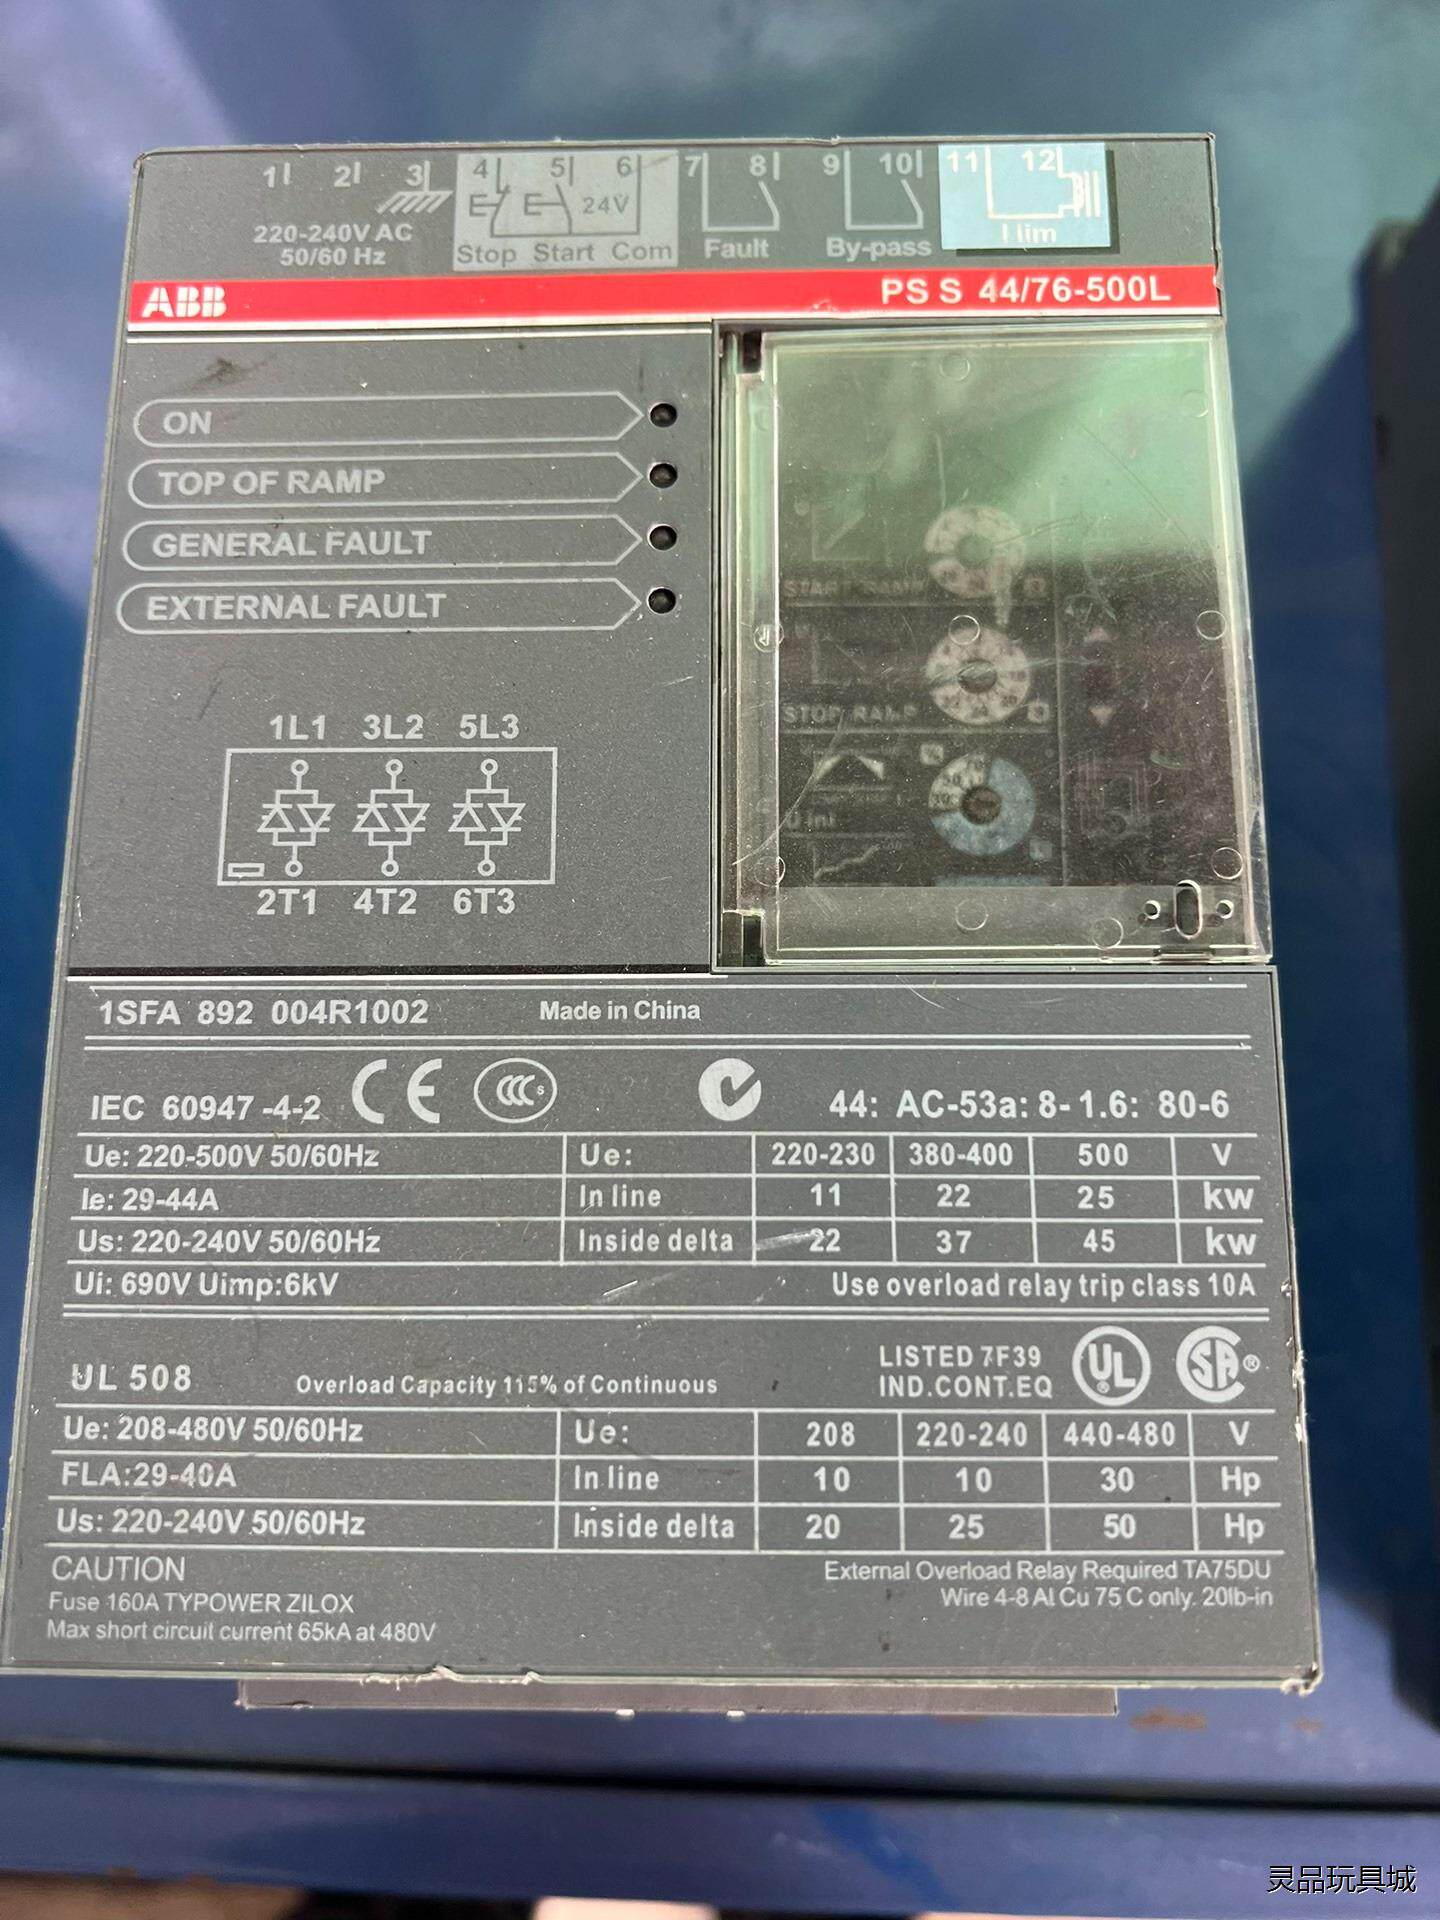 1 2 3 4 5 6 7 8 9 10 11 12
24V
220-240V AC
50/60 Hz
Stop Start Com
Fault
By-pass
I lim
ABB
PS S 44/76-500L
ON
TOP OF RAMP
GENERAL FAULT
EXTERNAL FAULT
START RAMP
STOP RAMP
U ini
1L1 3L2 5L3
2T1 4T2 6T3
1SFA 892 004R1002 Made in China
IEC 60947 -4-2 CE CCC S 44: AC-53a: 8- 1.6: 80-6
Ue: 220-500V 50/60Hz Ue: 220-230 380-400 500 V
Ie: 29-44A In line 11 22 25 kw
Us: 220-240V 50/60Hz Inside delta 22 37 45 kw
Ui: 690V Uimp:6kV Use overload relay trip class 10A
UL 508 Overload Capacity 115% of Continuous
LISTED 7F39
IND.CONT.EQ
UL ® SA ®
Ue: 208-480V 50/60Hz Ue: 208 220-240 440-480 V
FLA:29-40A In line 10 10 30 Hp
Us: 220-240V 50/60Hz Inside delta 20 25 50 Hp
CAUTION
Fuse 160A TYPOWER ZILOX
Max short circuit current 65kA at 480V
External Overload Relay Required TA75DU
Wire 4-8 Al Cu 75 C only. 20lb-in
灵品玩具城